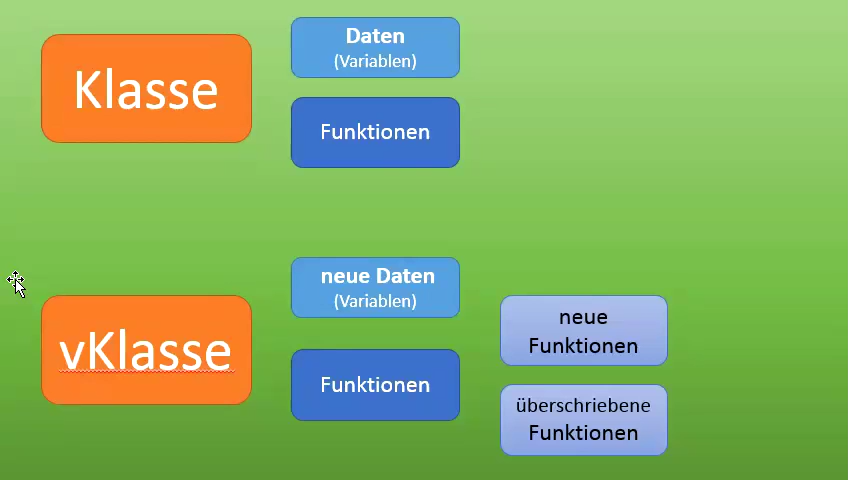 Klasse
Daten
(Variablen)
Funktionen
vKlasse
neue Daten
(Variablen)
Funktionen
neue
Funktionen
überschriebene
Funktionen